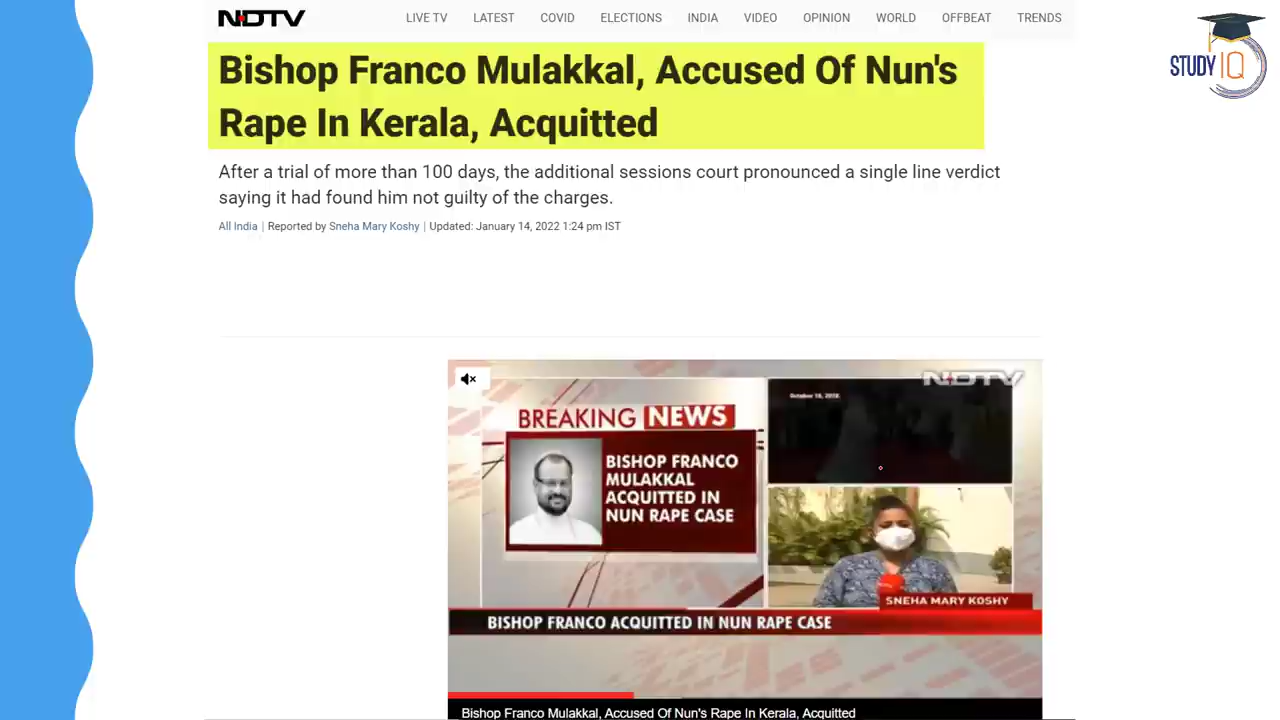 NDTV
LIVE TV LATEST COVID ELECTIONS INDIA VIDEO OPINION WORLD OFFBEAT TRENDS
STUDY IQ
Bishop Franco Mulakkal, Accused Of Nun's
Rape In Kerala, Acquitted
After a trial of more than 100 days, the additional sessions court pronounced a single line verdict
saying it had found him not guilty of the charges.
All India | Reported by Sneha Mary Koshy | Updated: January 14, 2022 1:24 pm IST
NDTV
October 18, 2018
BREAKING NEWS
BISHOP FRANCO
MULAKKAL
ACQUITTED IN
NUN RAPE CASE
SNEHA MARY KOSHY
BISHOP FRANCO ACQUITTED IN NUN RAPE CASE
Bishop Franco Mulakkal, Accused Of Nun's Rape In Kerala, Acquitted